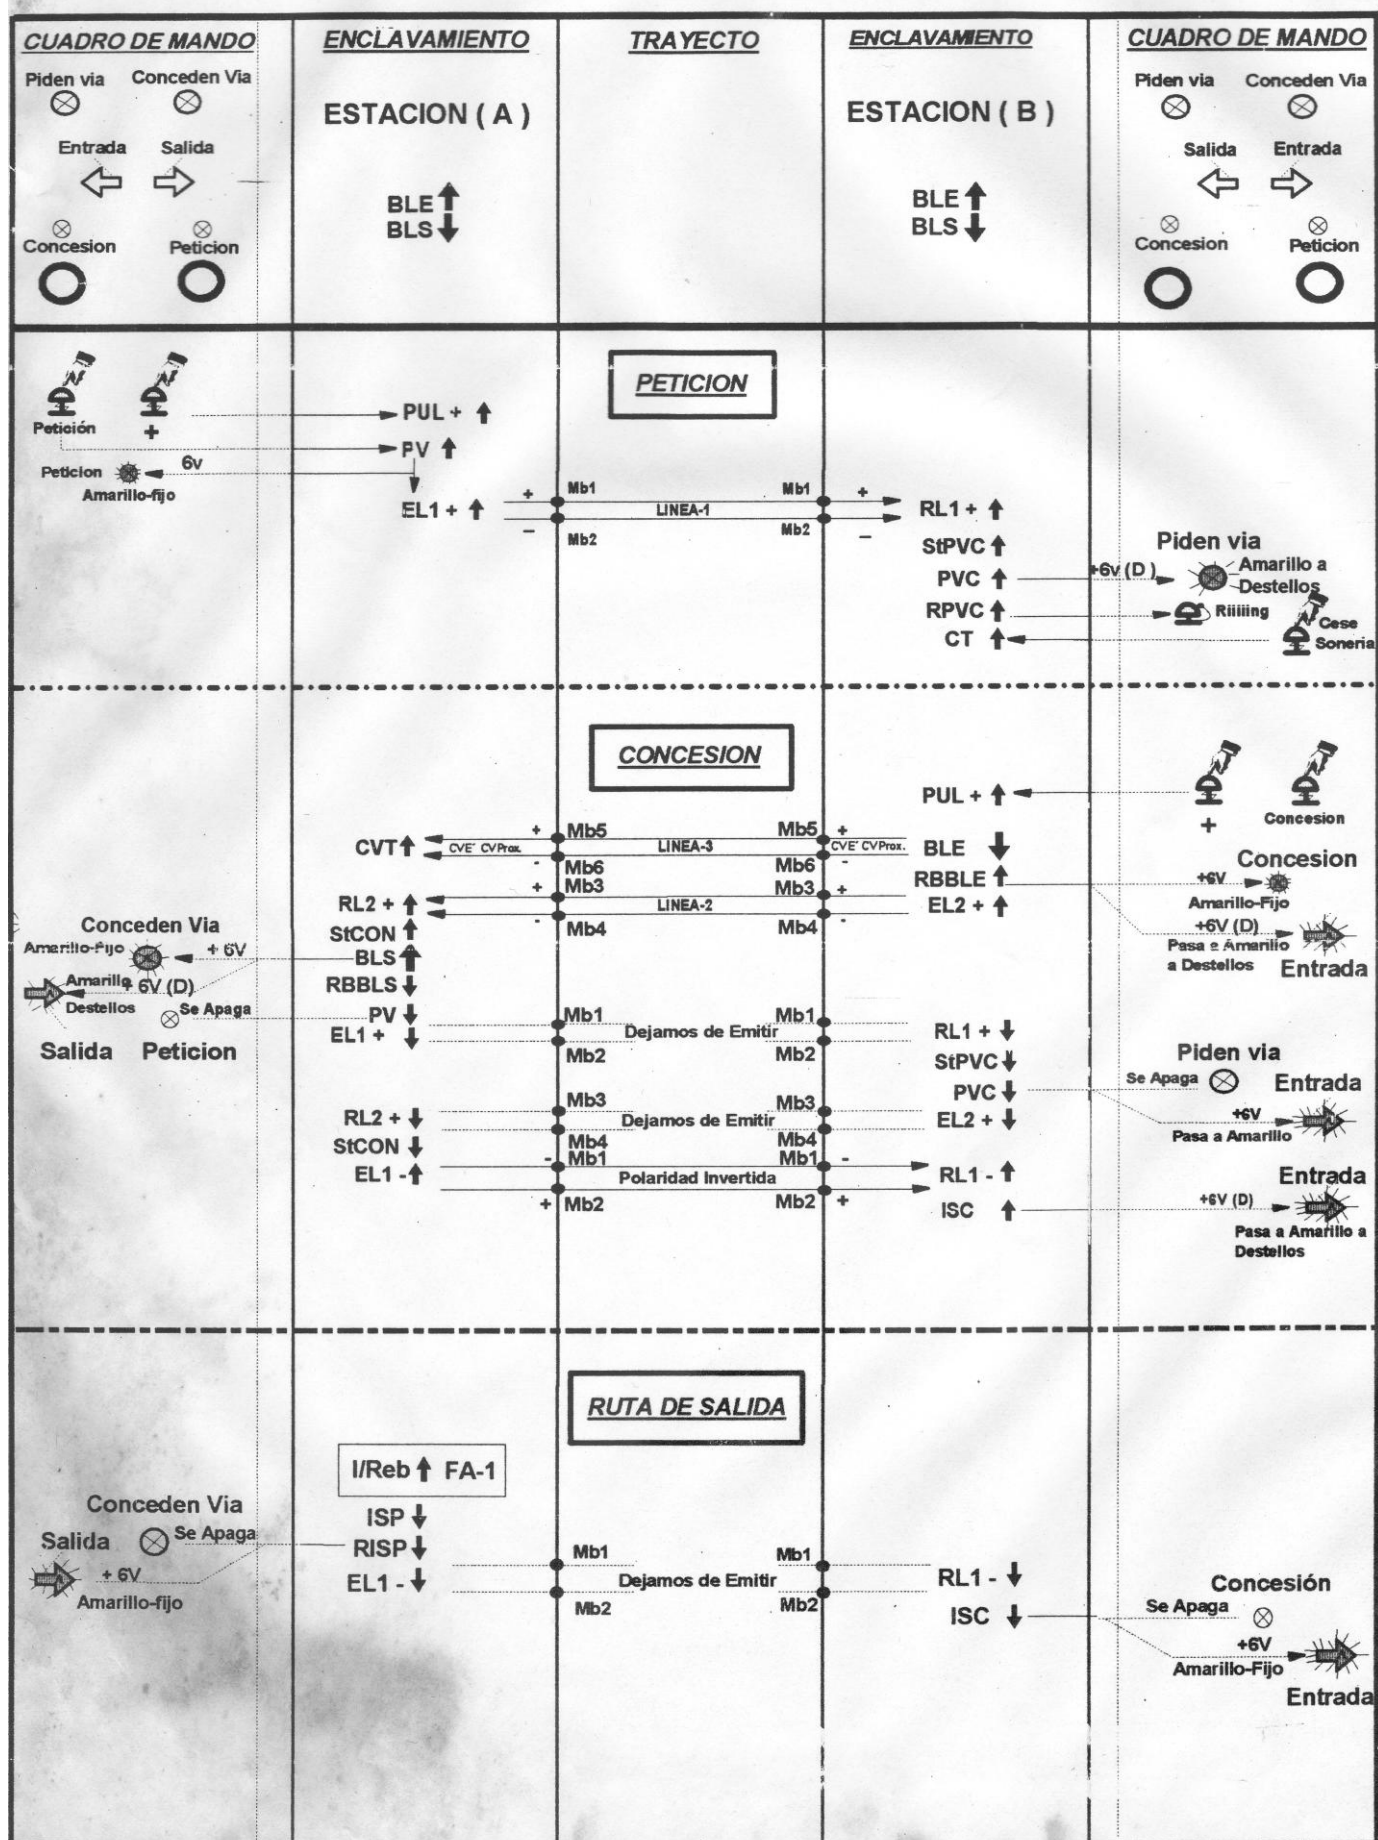 CUADRO DE MANDO
ENCLAVAMIENTO
TRAYECTO
ENCLAVAMIENTO
CUADRO DE MANDO
Piden via
Conceden Via
Entrada
Salida
Concesion
Peticion
ESTACION ( A )
BLE
BLS
ESTACION ( B )
BLE
BLS
Piden via
Conceden Via
Salida
Entrada
Concesion
Peticion
PETICION
Petición
+
PUL +
PV
Peticion
6v
Amarillo-fijo
EL1 +
+
Mb1
Mb1
+
LINEA-1
–
Mb2
Mb2
–
RL1 +
StPVC
PVC
+6v (D )
Piden via
Amarillo a
Destellos
RPVC
Riiiiing
CT
Cese
Soneria
CONCESION
PUL +
+
Concesion
CVT
+
Mb5
Mb5
+
CVE' CVProx.
LINEA-3
CVE' CVProx.
BLE
-
Mb6
Mb6
-
RBBLE
Concesion
+6V
Amarillo-Fijo
+6V (D)
Pasa a Amarillo
a Destellos
Entrada
RL2 +
+
Mb3
Mb3
+
LINEA-2
EL2 +
-
Mb4
Mb4
-
StCON
Conceden Via
Amarillo-Fijo
+ 6V
BLS
Amarillo
+ 6V (D)
Destellos
RBBLS
Se Apaga
PV
Salida
Peticion
EL1 +
Mb1
Mb1
Dejamos de Emitir
Mb2
Mb2
RL1 +
StPVC
PVC
Piden via
Se Apaga
Entrada
+6V
Pasa a Amarillo
RL2 +
Mb3
Mb3
Dejamos de Emitir
Mb4
Mb4
EL2 +
StCON
EL1 -
-
Mb1
Mb1
-
Polaridad Invertida
+
Mb2
Mb2
+
RL1 -
ISC
Entrada
+6V (D)
Pasa a Amarillo a
Destellos
RUTA DE SALIDA
I/Reb FA-1
ISP
RISP
EL1 -
Conceden Via
Salida
Se Apaga
+ 6V
Amarillo-fijo
Mb1
Mb1
Dejamos de Emitir
Mb2
Mb2
RL1 -
ISC
Concesión
Se Apaga
+6V
Amarillo-Fijo
Entrada